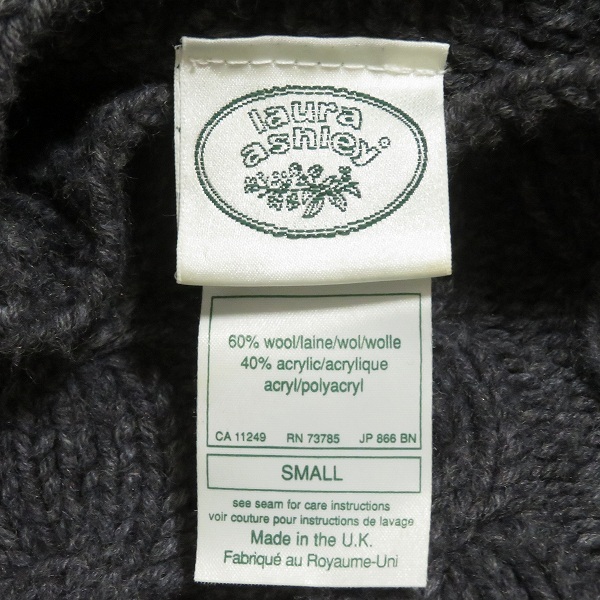 laura
ashley®
60% wool/laine/wol/wolle
40% acrylic/acrylique
acryl/polyacryl
CA 11249 RN 73785 JP 866 BN
SMALL
see seam for care instructions
voir couture pour instructions de lavage
Made in the U.K.
Fabriqué au Royaume-Uni